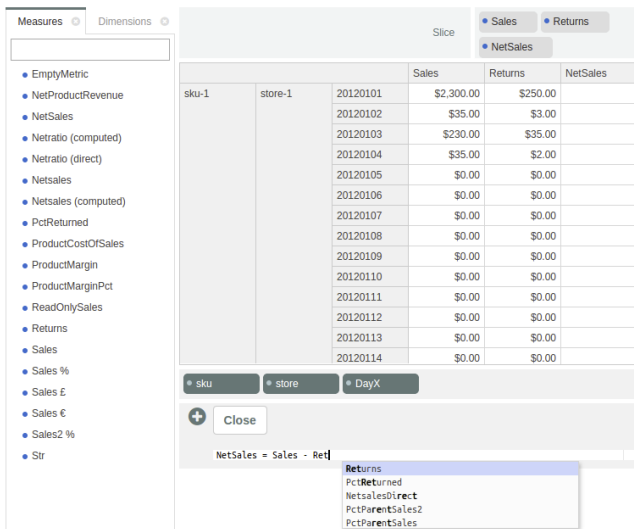 Measures Dimensions
Slice
Sales Returns
NetSales
EmptyMetric
NetProductRevenue
NetSales
Netratio (computed)
Netratio (direct)
Netsales
Netsales (computed)
PctReturned
ProductCostOfSales
ProductMargin
ProductMarginPct
ReadOnlySales
Returns
Sales
Sales %
Sales £
Sales €
Sales2 %
Str
Sales Returns NetSales
sku-1 store-1 20120101 $2,300.00 $250.00
20120102 $35.00 $3.00
20120103 $230.00 $35.00
20120104 $35.00 $2.00
20120105 $0.00 $0.00
20120106 $0.00 $0.00
20120107 $0.00 $0.00
20120108 $0.00 $0.00
20120109 $0.00 $0.00
20120110 $0.00 $0.00
20120111 $0.00 $0.00
20120112 $0.00 $0.00
20120113 $0.00 $0.00
20120114 $0.00 $0.00
sku store DayX
Close
NetSales = Sales - Ret
Returns
PctReturned
NetsalesDirect
PctParentSales2
PctParentSales